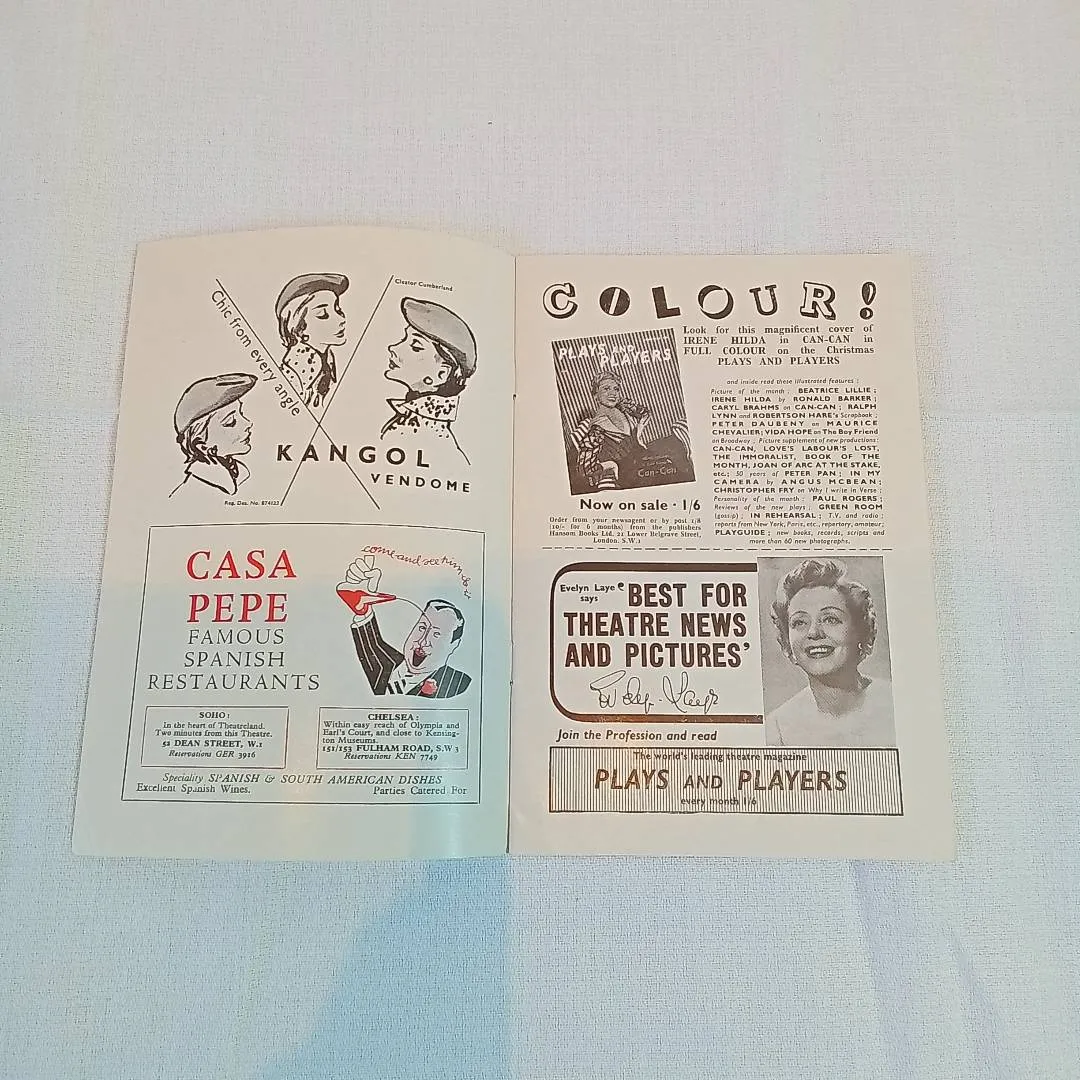 Chic from every angle
Cleator Cumberland
KANGOL
VENDOME
Reg. Des. No. 874123
CASA
PEPE
FAMOUS
SPANISH
RESTAURANTS
come and see him do it
SOHO:
In the heart of Theatreland.
Two minutes from this Theatre.
52 DEAN STREET, W.1
Reservations GER 3916
CHELSEA:
Within easy reach of Olympia and
Earl's Court, and close to Kensing-
ton Museums.
151/153 FULHAM ROAD, S.W 3
Reservations KEN 7749
Speciality SPANISH & SOUTH AMERICAN DISHES
Excellent Spanish Wines. Parties Catered For
COLOUR!
PLAYS AND PLAYERS
Can-Can
Look for this magnificent cover of
IRENE HILDA in CAN-CAN in
FULL COLOUR on the Christmas
PLAYS AND PLAYERS
and inside read these illustrated features:
Picture of the month: BEATRICE LILLIE;
IRENE HILDA by RONALD BARKER;
CARYL BRAHMS on CAN-CAN; RALPH
LYNN and ROBERTSON HARE's Scrapbook;
PETER DAUBENY on MAURICE
CHEVALIER; VIDA HOPE on The Boy Friend
on Broadway; Picture supplement of new productions:
CAN-CAN, LOVE'S LABOUR'S LOST,
THE IMMORALIST, BOOK OF THE
MONTH, JOAN OF ARC AT THE STAKE,
etc.; 50 years of PETER PAN; IN MY
CAMERA by ANGUS McBEAN;
CHRISTOPHER FRY on Why I write in Verse;
Personality of the month: PAUL ROGERS;
Reviews of the new plays; GREEN ROOM
(gossip); IN REHEARSAL; T.V. and radio;
reports from New York, Paris, etc., repertory, amateur;
PLAYGUIDE; new books, records, scripts and
more than 60 new photographs.
Now on sale · 1/6
Order from your newsagent or by post 1/8
(10/- for 6 months) from the publishers
Hansom Books Ltd. 21 Lower Belgrave Street,
London. S.W.1
Evelyn Laye
says
'BEST FOR
THEATRE NEWS
AND PICTURES'
Evelyn Laye
Join the Profession and read
The world's leading theatre magazine
PLAYS AND PLAYERS
every month 1/6